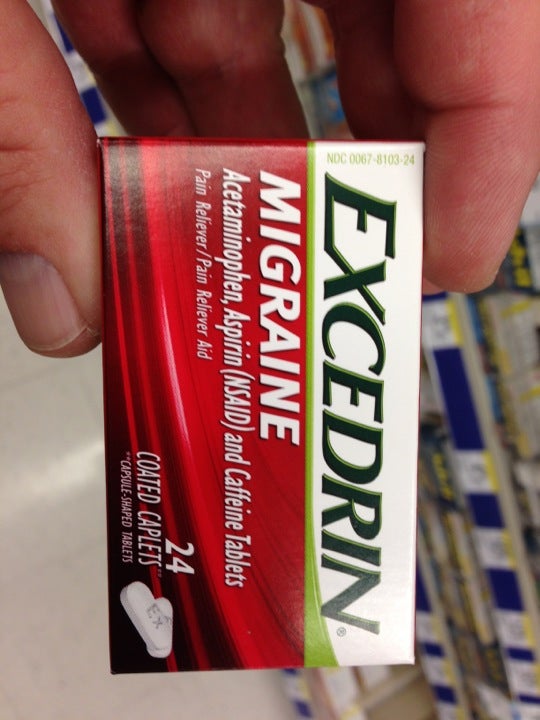 NDC 0067-8103-24
EXCEDRIN®
MIGRAINE
Acetaminophen, Aspirin (NSAID) and Caffeine Tablets
Pain Reliever/Pain Reliever Aid
24
COATED CAPLETS**
**CAPSULE-SHAPED TABLETS